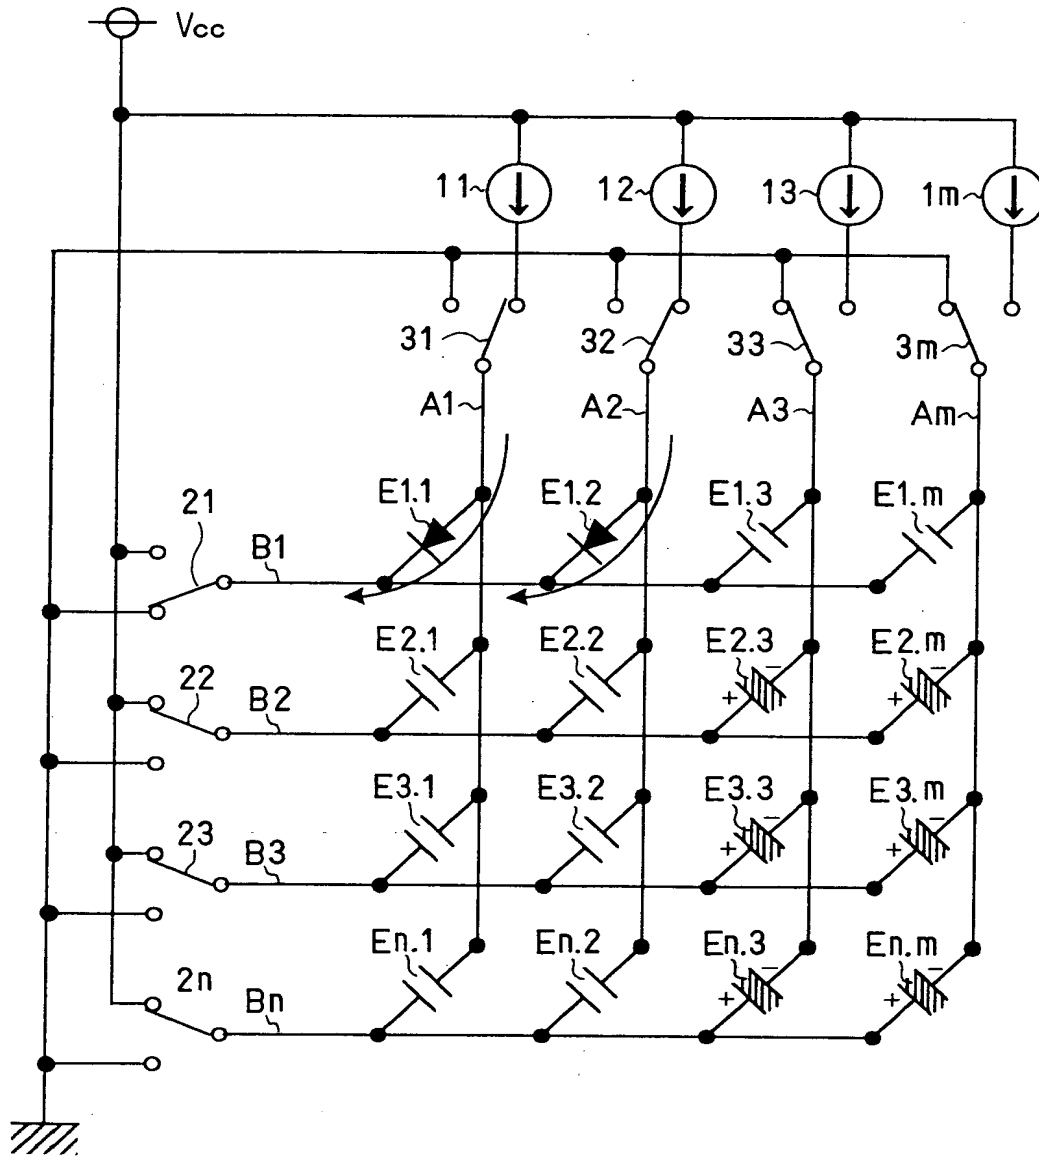 Vcc
11 12 13 1m
31 32 33 3m
A1 A2 A3 Am
E1.1 E1.2 E1.3 E1.m
21 B1
E2.1 E2.2 E2.3 E2.m
− −
22 B2
+ +
E3.1 E3.2 E3.3 E3.m
− −
23 B3
+ +
En.1 En.2 En.3 En.m
− −
2n Bn
+ +